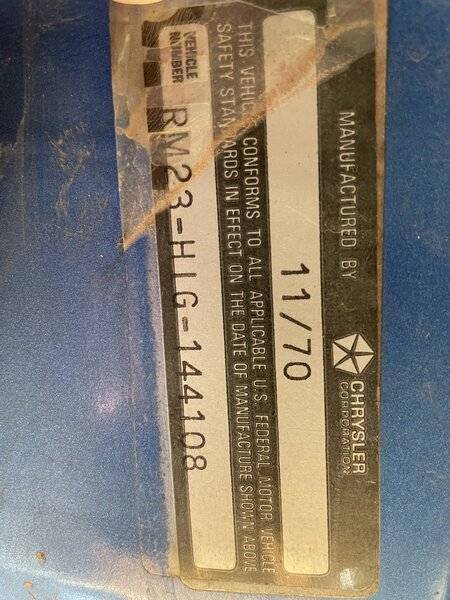 MANUFACTURED BY
CHRYSLER
CORPORATION
11/70
THIS VEHICLE CONFORMS TO ALL APPLICABLE U.S. FEDERAL MOTOR VEHICLE
SAFETY STANDARDS IN EFFECT ON THE DATE OF MANUFACTURE SHOWN ABOVE
VEHICLE
NUMBER
RM23-H1G-144108